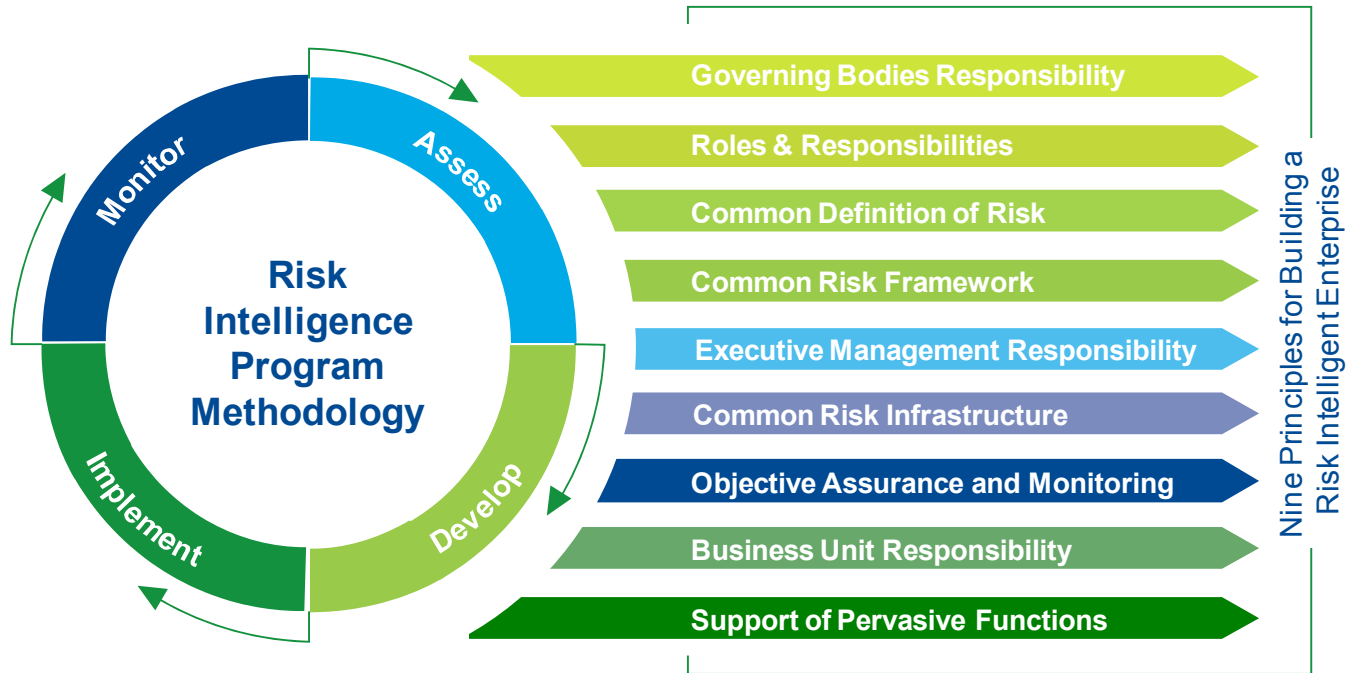 Monitor
Assess
Develop
Implement
Risk
Intelligence
Program
Methodology
Governing Bodies Responsibility
Roles & Responsibilities
Common Definition of Risk
Common Risk Framework
Executive Management Responsibility
Common Risk Infrastructure
Objective Assurance and Monitoring
Business Unit Responsibility
Support of Pervasive Functions
Nine Principles for Building a
Risk Intelligent Enterprise